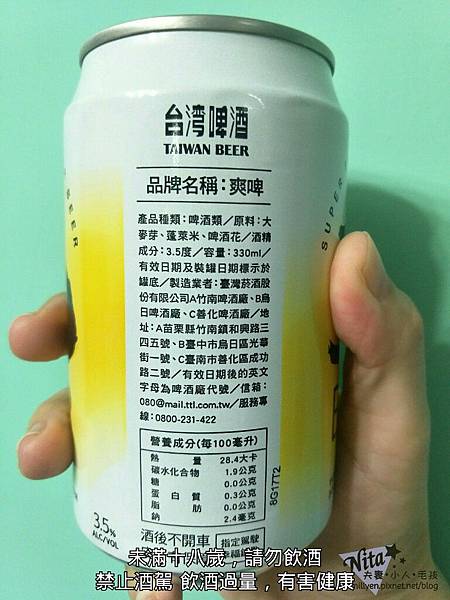 台湾啤酒
TAIWAN BEER
品牌名稱：爽啤
產品種類：啤酒類／原料：大
麥芽、蓬萊米、啤酒花／酒精
成分：3.5度／容量：330ml／
有效日期及裝罐日期標示於
罐底／製造業者：臺灣菸酒股
份有限公司A竹南啤酒廠、B烏
日啤酒廠、C善化啤酒廠／地
址：A苗栗縣竹南鎮和興路三
四五號、B臺中市烏日區光華
街一號、C臺南市善化區成功
路二號／有效日期後的英文
字母為啤酒廠代號／信箱：
080@mail.ttl.com.tw／服務專
線：0800-231-422
營養成分(每100毫升)
熱量 28.4大卡
碳水化合物 1.9公克
糖 0.0公克
蛋白質 0.3公克
脂肪 0.0公克
鈉 2.4毫克
8G17T2
3.5%
ALC/VOL
酒後不開車
指定駕駛
BEER
SUPER
未滿十八歲，請勿飲酒
禁止酒駕 飲酒過量，有害健康
Nita
夫妻·小人·毛孩
nillyen.pixnet.net/blog